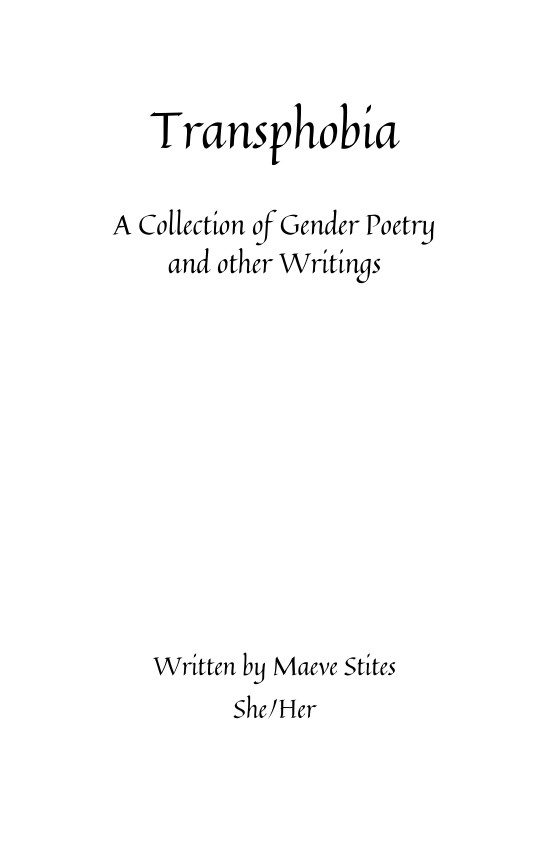 Transphobia
A Collection of Gender Poetry
and other Writings
Written by Maeve Stites
She/Her